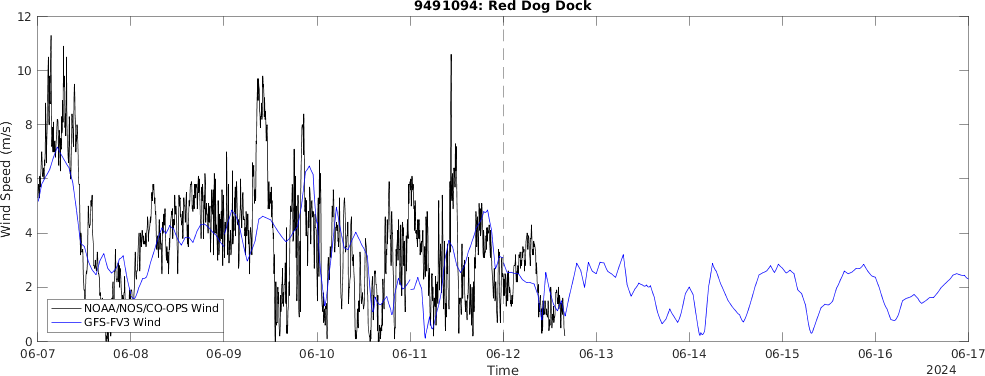 9491094: Red Dog Dock
12
10
8
6
4
2
0
Wind Speed (m/s)
NOAA/NOS/CO-OPS Wind
GFS-FV3 Wind
06-07 06-08 06-09 06-10 06-11 06-12 06-13 06-14 06-15 06-16 06-17
Time
2024